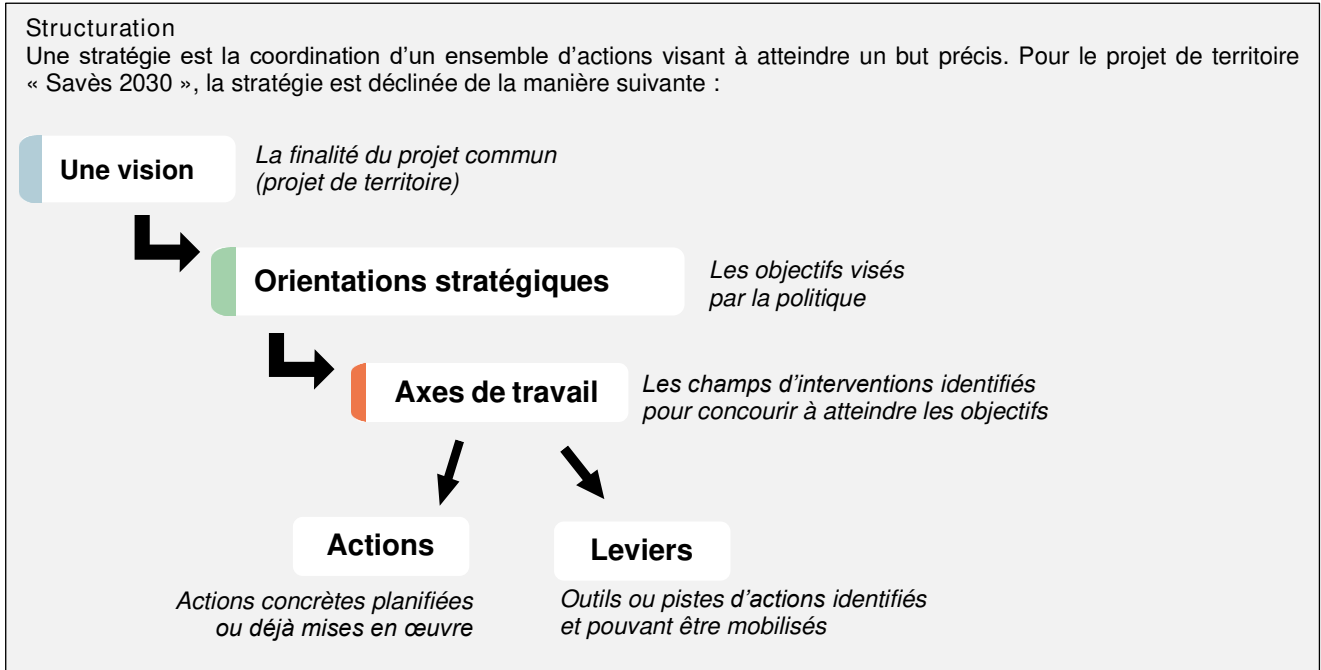 Structuration
Une stratégie est la coordination d’un ensemble d’actions visant à atteindre un but précis. Pour le projet de territoire
« Savès 2030 », la stratégie est déclinée de la manière suivante :
Une vision
La finalité du projet commun
(projet de territoire)
Orientations stratégiques
Les objectifs visés
par la politique
Axes de travail
Les champs d’interventions identifiés
pour concourir à atteindre les objectifs
Actions
Actions concrètes planifiées
ou déjà mises en œuvre
Leviers
Outils ou pistes d’actions identifiés
et pouvant être mobilisés